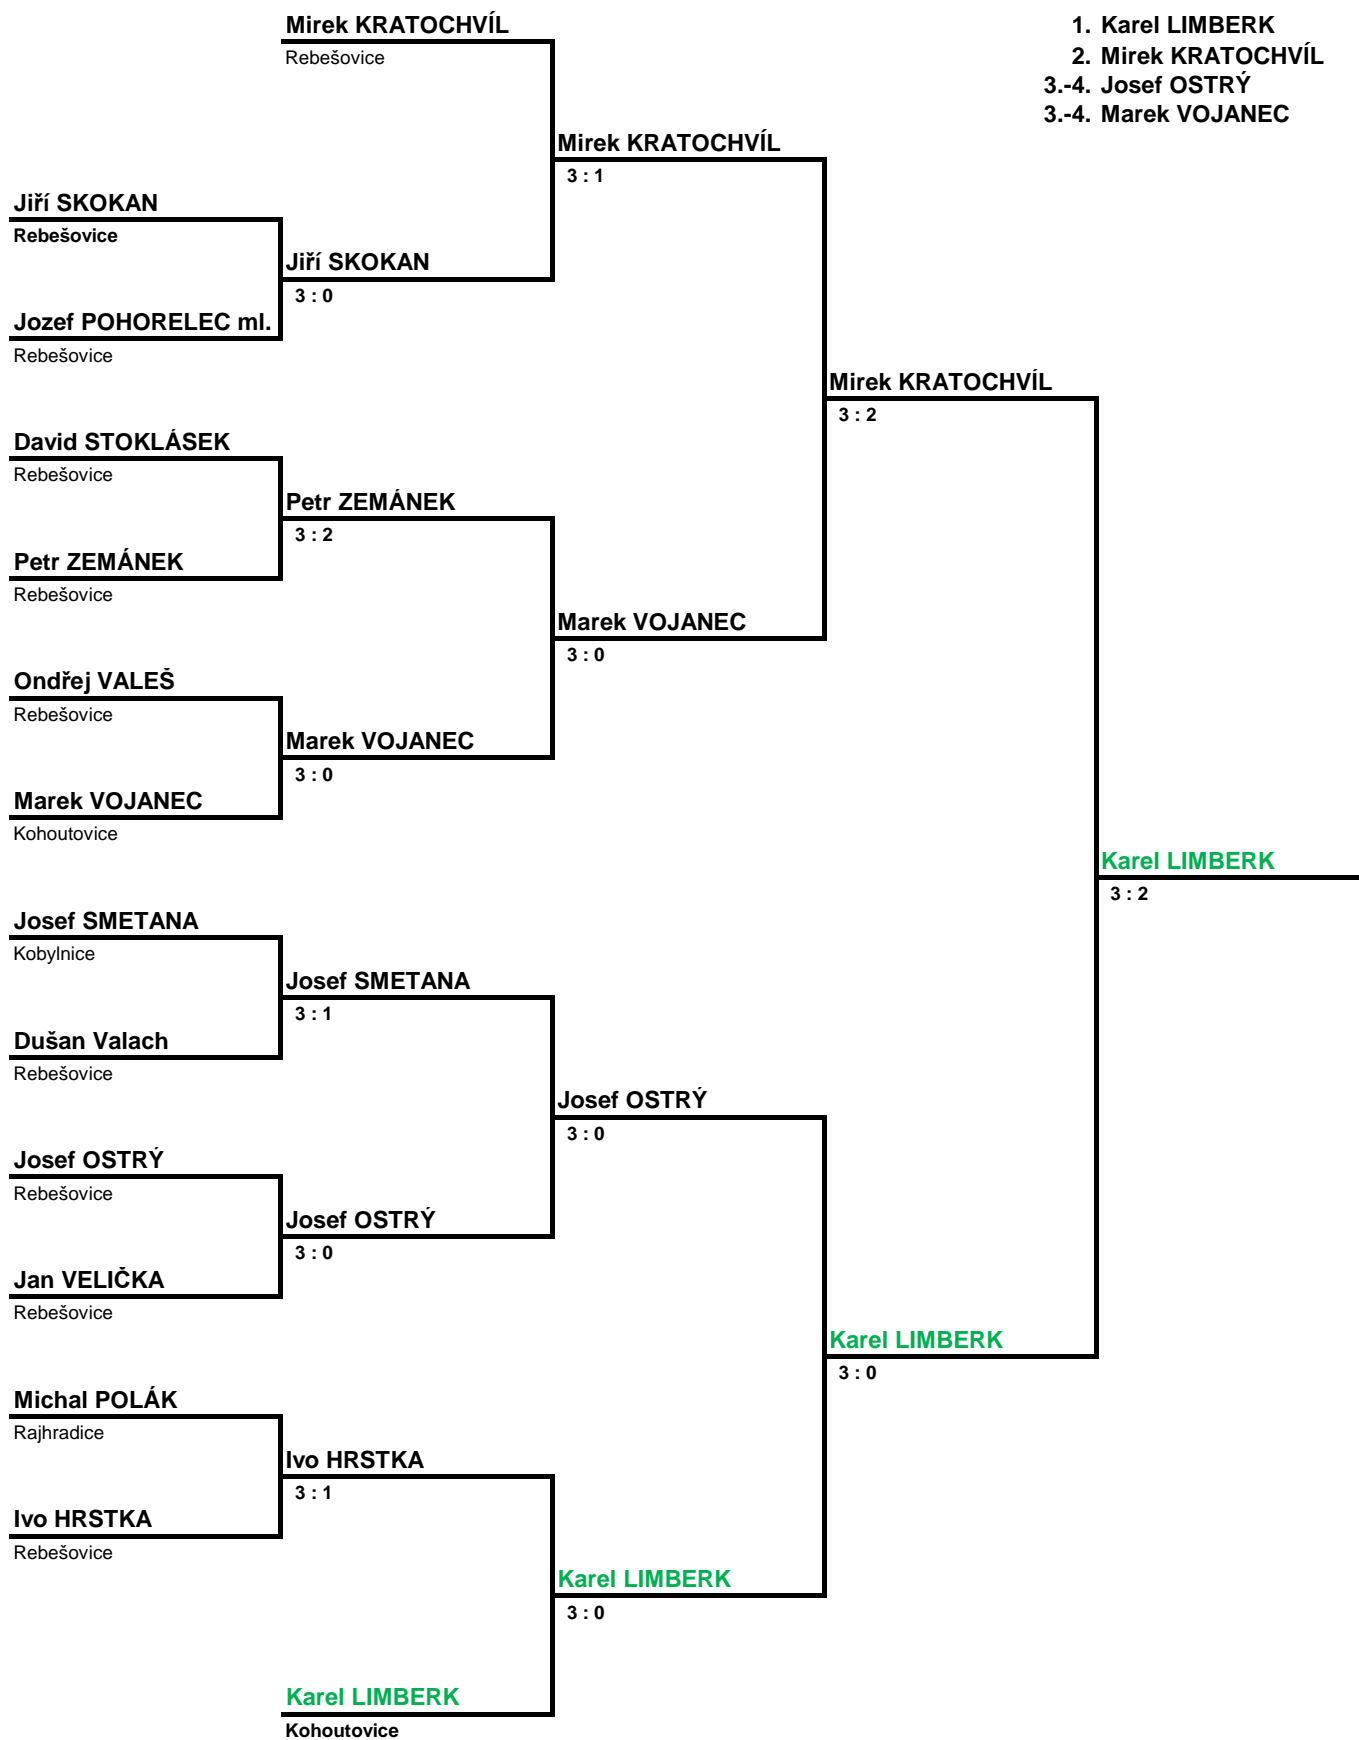 Mirek KRATOCHVÍL
Rebešovice
1. Karel LIMBERK
2. Mirek KRATOCHVÍL
3.-4. Josef OSTRÝ
3.-4. Marek VOJANEC
Mirek KRATOCHVÍL
3 : 1
Jiří SKOKAN
Rebešovice
Jiří SKOKAN
3 : 0
Jozef POHORELEC ml.
Rebešovice
Mirek KRATOCHVÍL
3 : 2
David STOKLÁSEK
Rebešovice
Petr ZEMÁNEK
3 : 2
Petr ZEMÁNEK
Rebešovice
Marek VOJANEC
3 : 0
Ondřej VALEŠ
Rebešovice
Marek VOJANEC
3 : 0
Marek VOJANEC
Kohoutovice
Karel LIMBERK
3 : 2
Josef SMETANA
Kobylnice
Josef SMETANA
3 : 1
Dušan Valach
Rebešovice
Josef OSTRÝ
3 : 0
Josef OSTRÝ
Rebešovice
Josef OSTRÝ
3 : 0
Jan VELIČKA
Rebešovice
Karel LIMBERK
3 : 0
Michal POLÁK
Rajhradice
Ivo HRSTKA
3 : 1
Ivo HRSTKA
Rebešovice
Karel LIMBERK
3 : 0
Karel LIMBERK
Kohoutovice